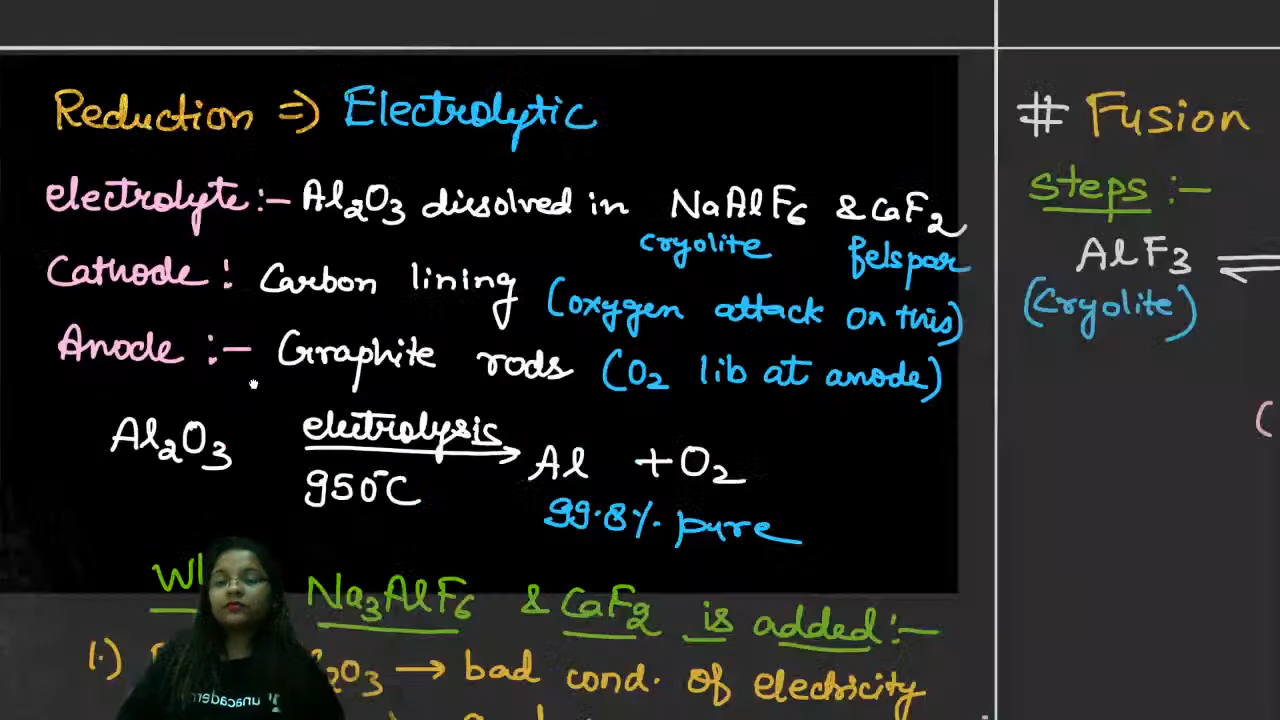 Reduction => Electrolytic
electrolyte:- Al2O3 dissolved in NaAlF6 & CaF2
cryolite felspar
Cathode: Carbon lining (oxygen attack on this)
Anode :- Graphite rods (O2 lib at anode)
Al2O3 electrolysis 950°C → Al + O2
99.8% pure
Na3AlF6 & CaF2 is added:-
1.) → bad cond. of electricity
unacademy
# Fusion
Steps :-
AlF3 ⇌
(Cryolite)